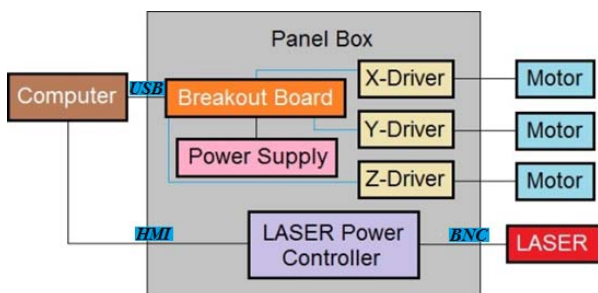 Panel Box
Computer
USB
Breakout Board
X-Driver
Motor
Y-Driver
Motor
Power Supply
Z-Driver
Motor
HMI
LASER Power
Controller
BNC
LASER